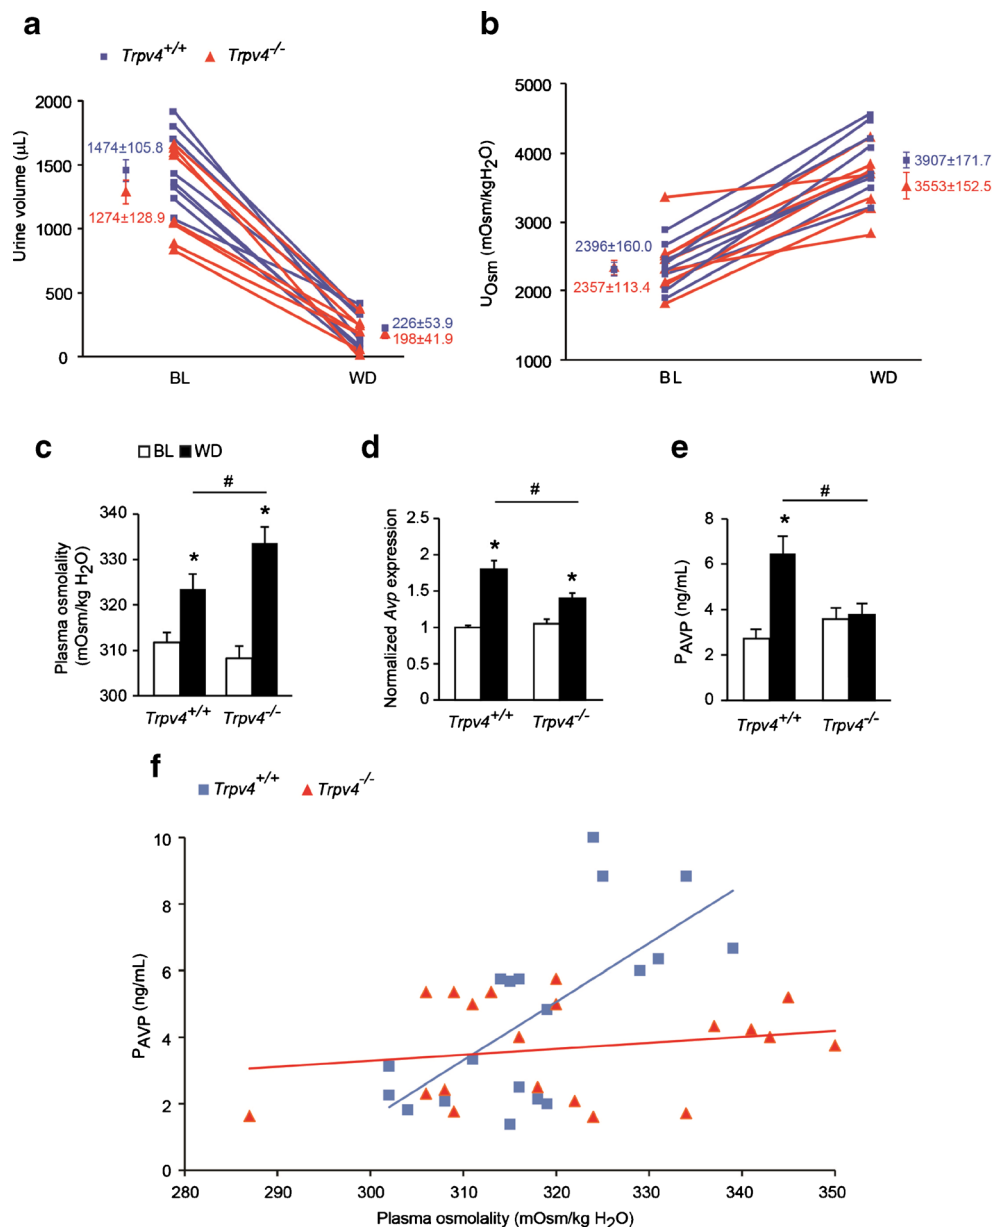 a
Trpv4+/+ Trpv4-/-
Urine volume (µL)
2000
1500
1000
500
0
1474±105.8
1274±128.9
226±53.9
198±41.9
BL WD
b
UOsm (mOsm/kgH2O)
5000
4000
3000
2000
1000
2396±160.0
2357±113.4
3907±171.7
3553±152.5
BL WD
c
BL WD
Plasma osmolality
(mOsm/kg H2O)
340
330
320
310
300
#
*
*
Trpv4+/+ Trpv4-/-
d
Normalized Avp expression
2.5
2
1.5
1
0.5
0
#
*
*
Trpv4+/+ Trpv4-/-
e
PAVP (ng/mL)
8
6
4
2
0
#
*
Trpv4+/+ Trpv4-/-
f
Trpv4+/+ Trpv4-/-
PAVP (ng/mL)
10
8
6
4
2
0
280 290 300 310 320 330 340 350
Plasma osmolality (mOsm/kg H2O)